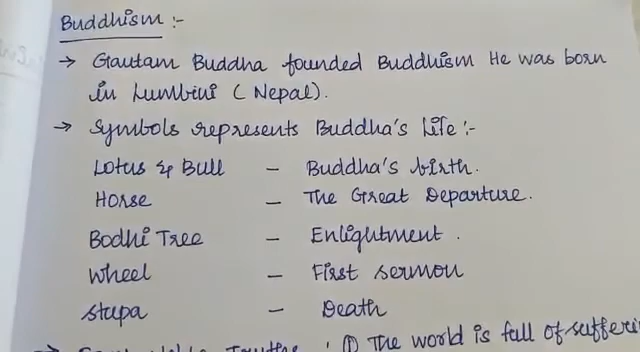 Buddhism :-
→ Gautam Buddha founded Buddhism He was born
in Lumbini (Nepal).
→ Symbols represents Buddha's Life :-
Lotus & Bull - Buddha's birth.
Horse - The Great Departure.
Bodhi Tree - Enlightment.
Wheel - First sermon
Stupa - Death
① The world is full of suffering